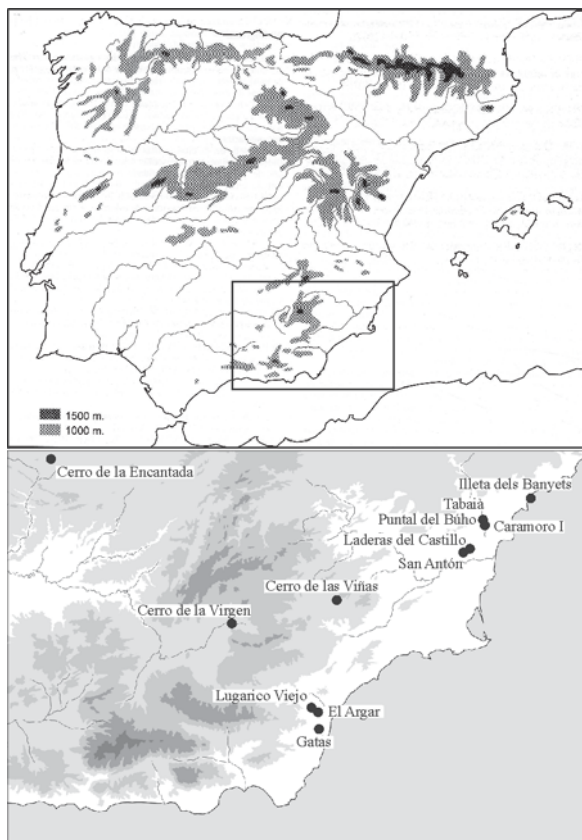 1500 m.
1000 m.
Cerro de la Encantada
Illeta dels Banyets
Tabaià
Puntal del Búho
Caramoro I
Laderas del Castillo
San Antón
Cerro de las Viñas
Cerro de la Virgen
Lugarico Viejo
El Argar
Gatas